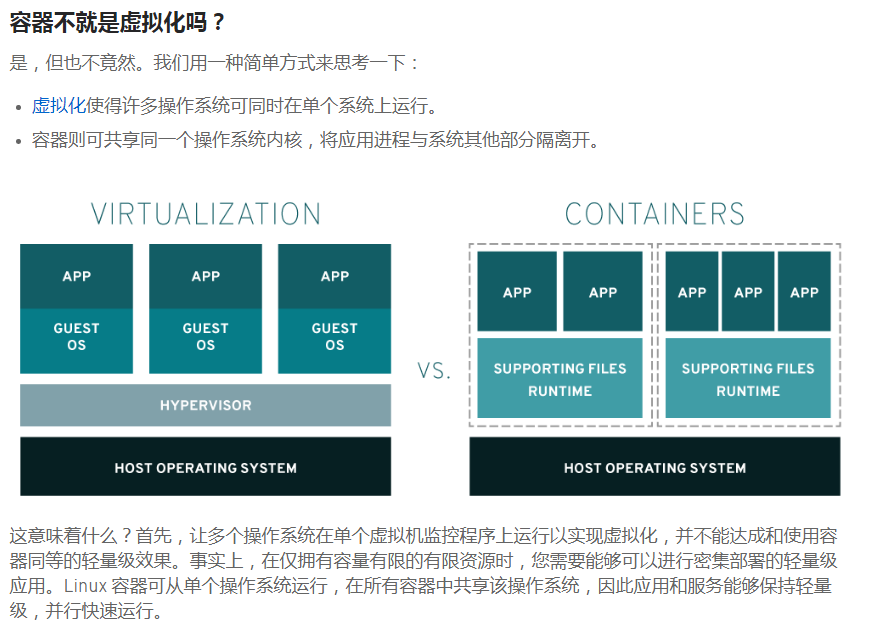 容器不就是虚拟化吗？
是，但也不竟然。我们用一种简单方式来思考一下：
• 虚拟化使得许多操作系统可同时在单个系统上运行。
• 容器则可共享同一个操作系统内核，将应用进程与系统其他部分隔离开。
VIRTUALIZATION
APP APP APP
GUEST OS GUEST OS GUEST OS
HYPERVISOR
HOST OPERATING SYSTEM
VS.
CONTAINERS
APP APP APP APP APP
SUPPORTING FILES SUPPORTING FILES
RUNTIME RUNTIME
HOST OPERATING SYSTEM
这意味着什么？首先，让多个操作系统在单个虚拟机监控程序上运行以实现虚拟化，并不能达成和使用容
器同等的轻量级效果。事实上，在仅拥有容量有限的有限资源时，您需要能够可以进行密集部署的轻量级
应用。Linux 容器可从单个操作系统运行，在所有容器中共享该操作系统，因此应用和服务能够保持轻量
级，并行快速运行。